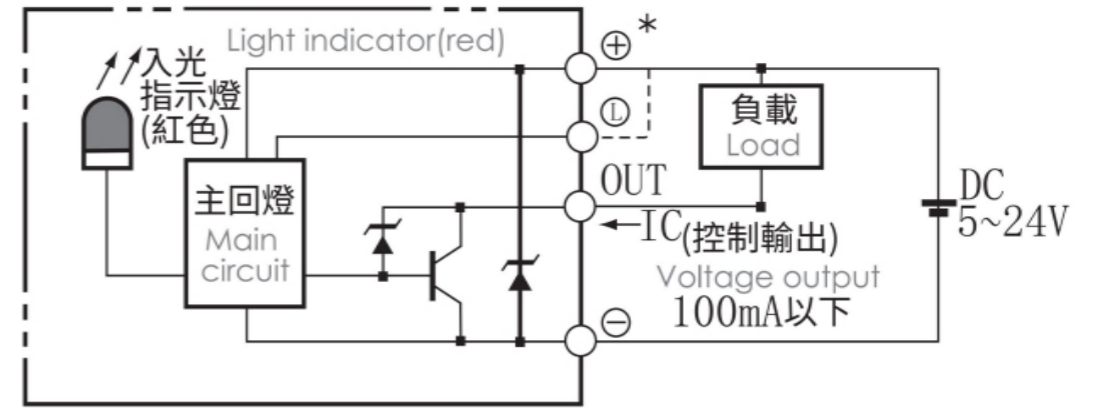 Light indicator(red)
入光
指示燈
(紅色)
⊕ *
Ⓛ
負載
Load
主回燈
Main
circuit
OUT
IC(控制輸出)
Voltage output
100mA以下
DC
5~24V
⊖